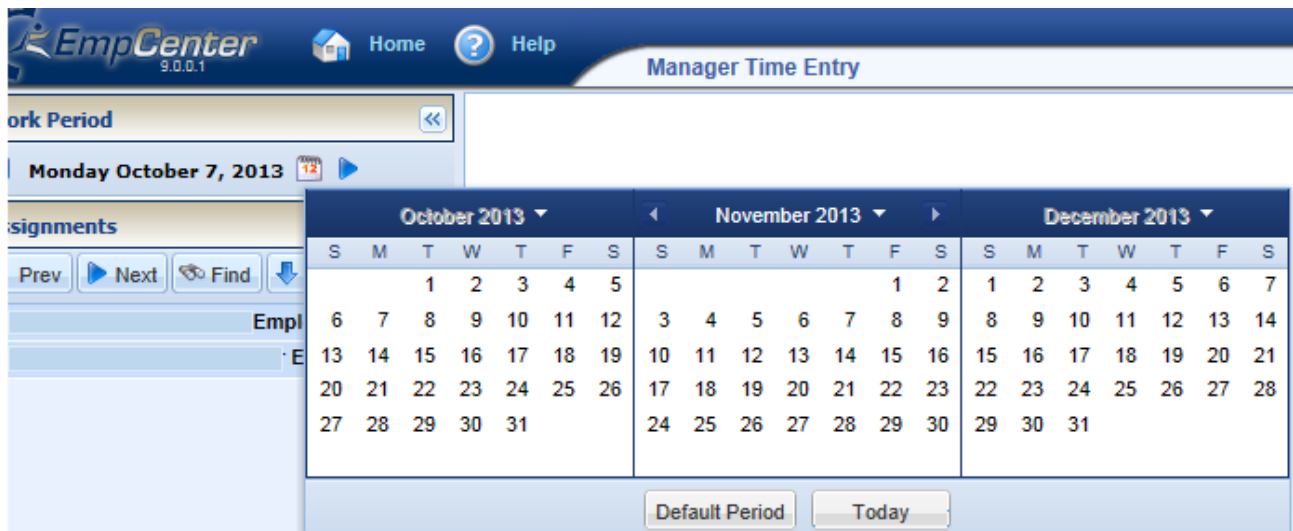 EmpCenter
9.0.0.1
Home
Help
Manager Time Entry
ork Period
Monday October 7, 2013
12
ssignments
Prev Next Find
Empl
E
October 2013 November 2013 December 2013
S M T W T F S S M T W T F S S M T W T F S
1 2 3 4 5 1 2 1 2 3 4 5 6 7
6 7 8 9 10 11 12 3 4 5 6 7 8 9 8 9 10 11 12 13 14
13 14 15 16 17 18 19 10 11 12 13 14 15 16 15 16 17 18 19 20 21
20 21 22 23 24 25 26 17 18 19 20 21 22 23 22 23 24 25 26 27 28
27 28 29 30 31 24 25 26 27 28 29 30 29 30 31
Default Period Today